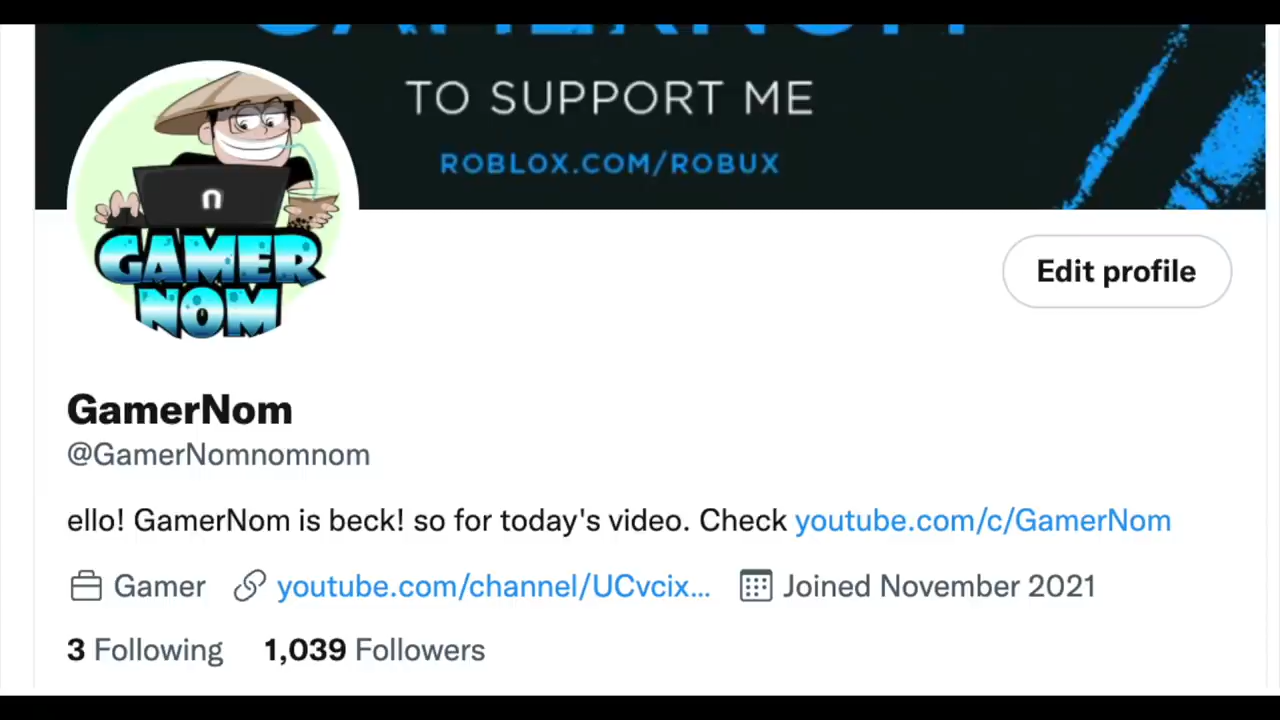 TO SUPPORT ME
ROBLOX.COM/ROBUX
n
GAMER
NOM
Edit profile
GamerNom
@GamerNomnomnom
ello! GamerNom is beck! so for today's video. Check youtube.com/c/GamerNom
Gamer youtube.com/channel/UCvcix... Joined November 2021
3 Following 1,039 Followers